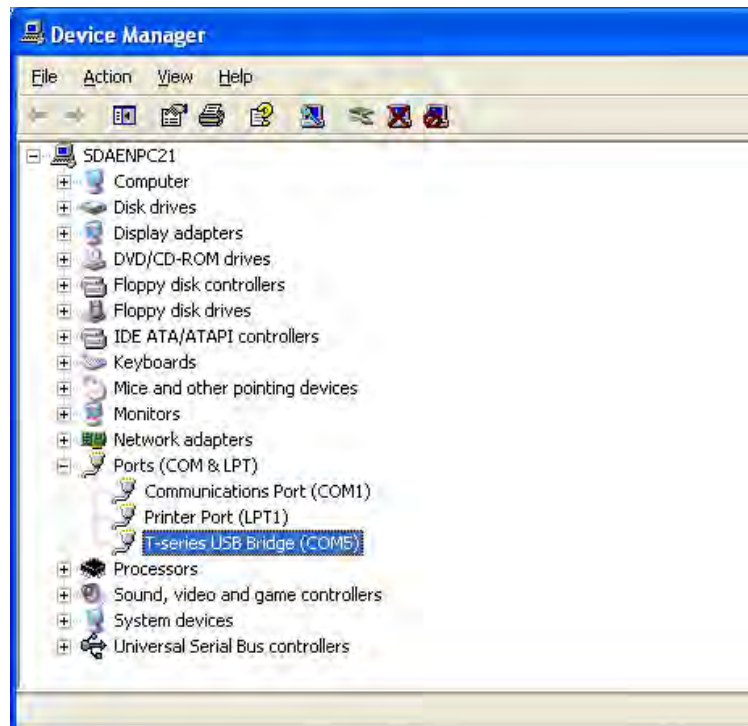 Device Manager
File Action View Help
SDAENPC21
Computer
Disk drives
Display adapters
DVD/CD-ROM drives
Floppy disk controllers
Floppy disk drives
IDE ATA/ATAPI controllers
Keyboards
Mice and other pointing devices
Monitors
Network adapters
Ports (COM & LPT)
Communications Port (COM1)
Printer Port (LPT1)
T-series USB Bridge (COM5)
Processors
Sound, video and game controllers
System devices
Universal Serial Bus controllers